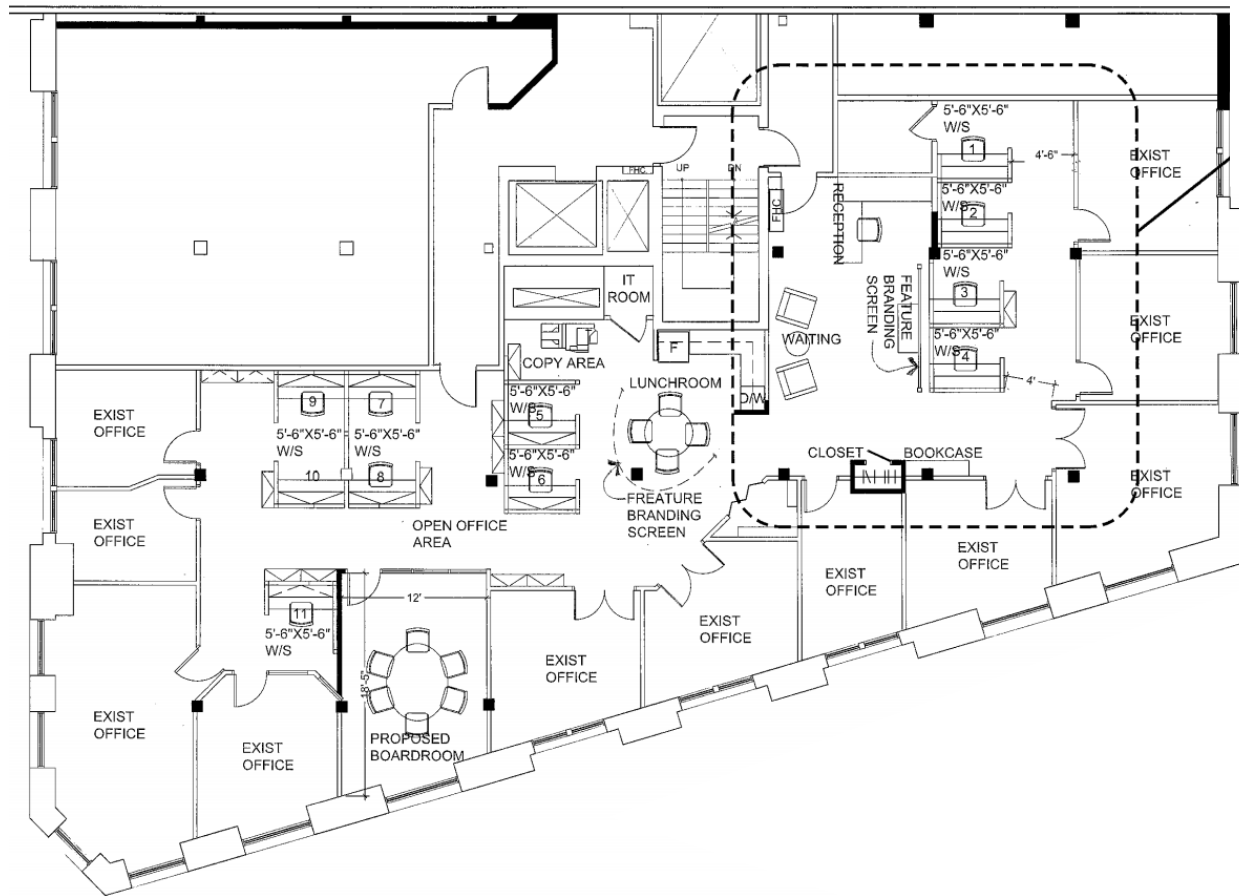 FHC
UP
DN
5'-6"X5'-6"
W/S
1
4'-6"
EXIST
OFFICE
5'-6"X5'-6"
W/S
2
FHC
RECEPTION
5'-6"X5'-6"
W/S
3
FEATURE
BRANDING
SCREEN
IT
ROOM
EXIST
OFFICE
5'-6"X5'-6"
W/S
4
4'
WAITING
F
COPY AREA
LUNCHROOM
D/W
EXIST
OFFICE
9
7
5'-6"X5'-6"
W/S
5'-6"X5'-6"
W/S
10
8
5'-6"X5'-6"
W/S
5
5'-6"X5'-6"
W/S
6
CLOSET
BOOKCASE
EXIST
OFFICE
EXIST
OFFICE
OPEN OFFICE
AREA
FREATURE
BRANDING
SCREEN
EXIST
OFFICE
EXIST
OFFICE
12'
11
5'-6"X5'-6"
W/S
EXIST
OFFICE
EXIST
OFFICE
18'-5"
EXIST
OFFICE
EXIST
OFFICE
PROPOSED
BOARDROOM